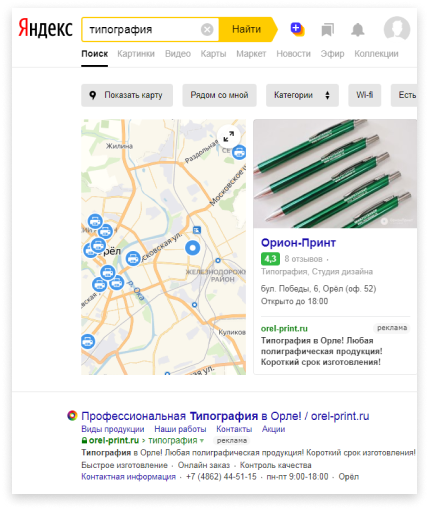 Яндекс
типография
Найти
Поиск Картинки Видео Карты Маркет Новости Эфир Коллекции
Показать карту Рядом со мной Категории Wi-fi Есть
Жилина
Раздольная
СЕ
Московское ш
Орёл
Московская ул.
ЖЕЛЕЗНОДОРОЖ
РАЙОН
р. Ока
Куликов
Орион-Принт
4,3 8 отзывов ·
Типография, Студия дизайна
бул. Победы, 6, Орёл (оф. 52)
Открыто до 18:00
orel-print.ru реклама
Типография в Орле! Любая
полиграфическая продукция!
Короткий срок изготовления!
Профессиональная Типография в Орле! / orel-print.ru
Виды продукции Наши работы Контакты Акции
orel-print.ru › типография реклама
Типография в Орле! Любая полиграфическая продукция! Короткий срок изготовления!
Быстрое изготовление · Онлайн заказ · Контроль качества
Контактная информация · +7 (4862) 44-51-15 · пн-пт 9:00-18:00 · Орёл